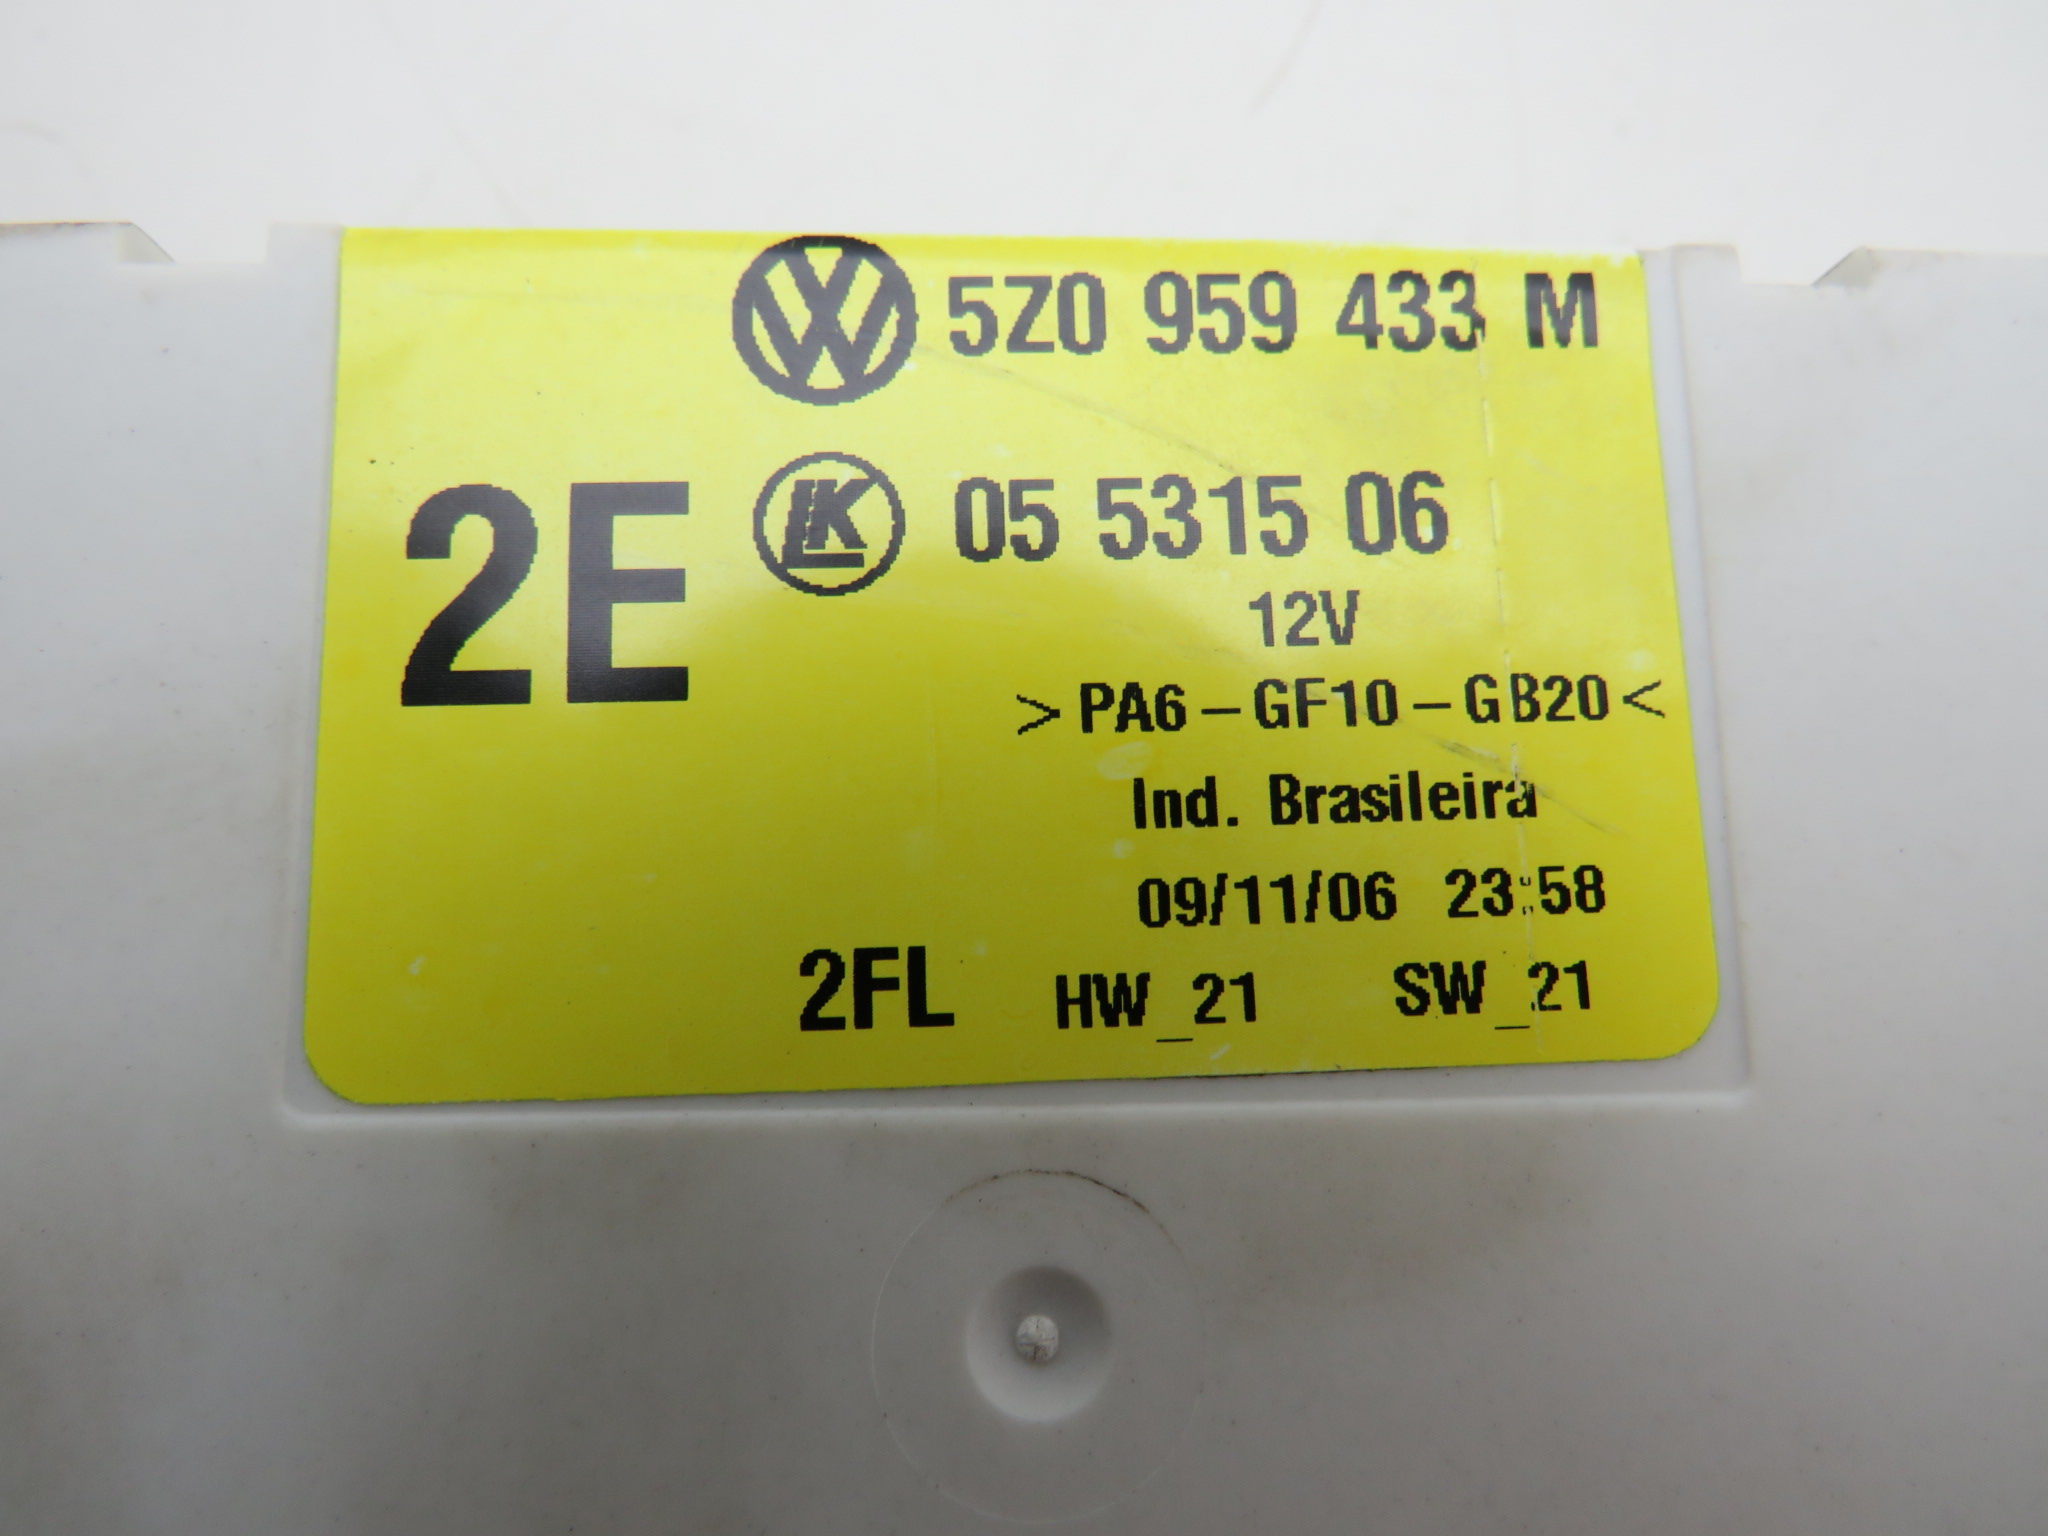 5Z0 959 433 M
2E LK 05 5315 06
12V
>PA6-GF10-GB20<
Ind. Brasileira
09/11/06 23:58
2FL HW_21 SW_21